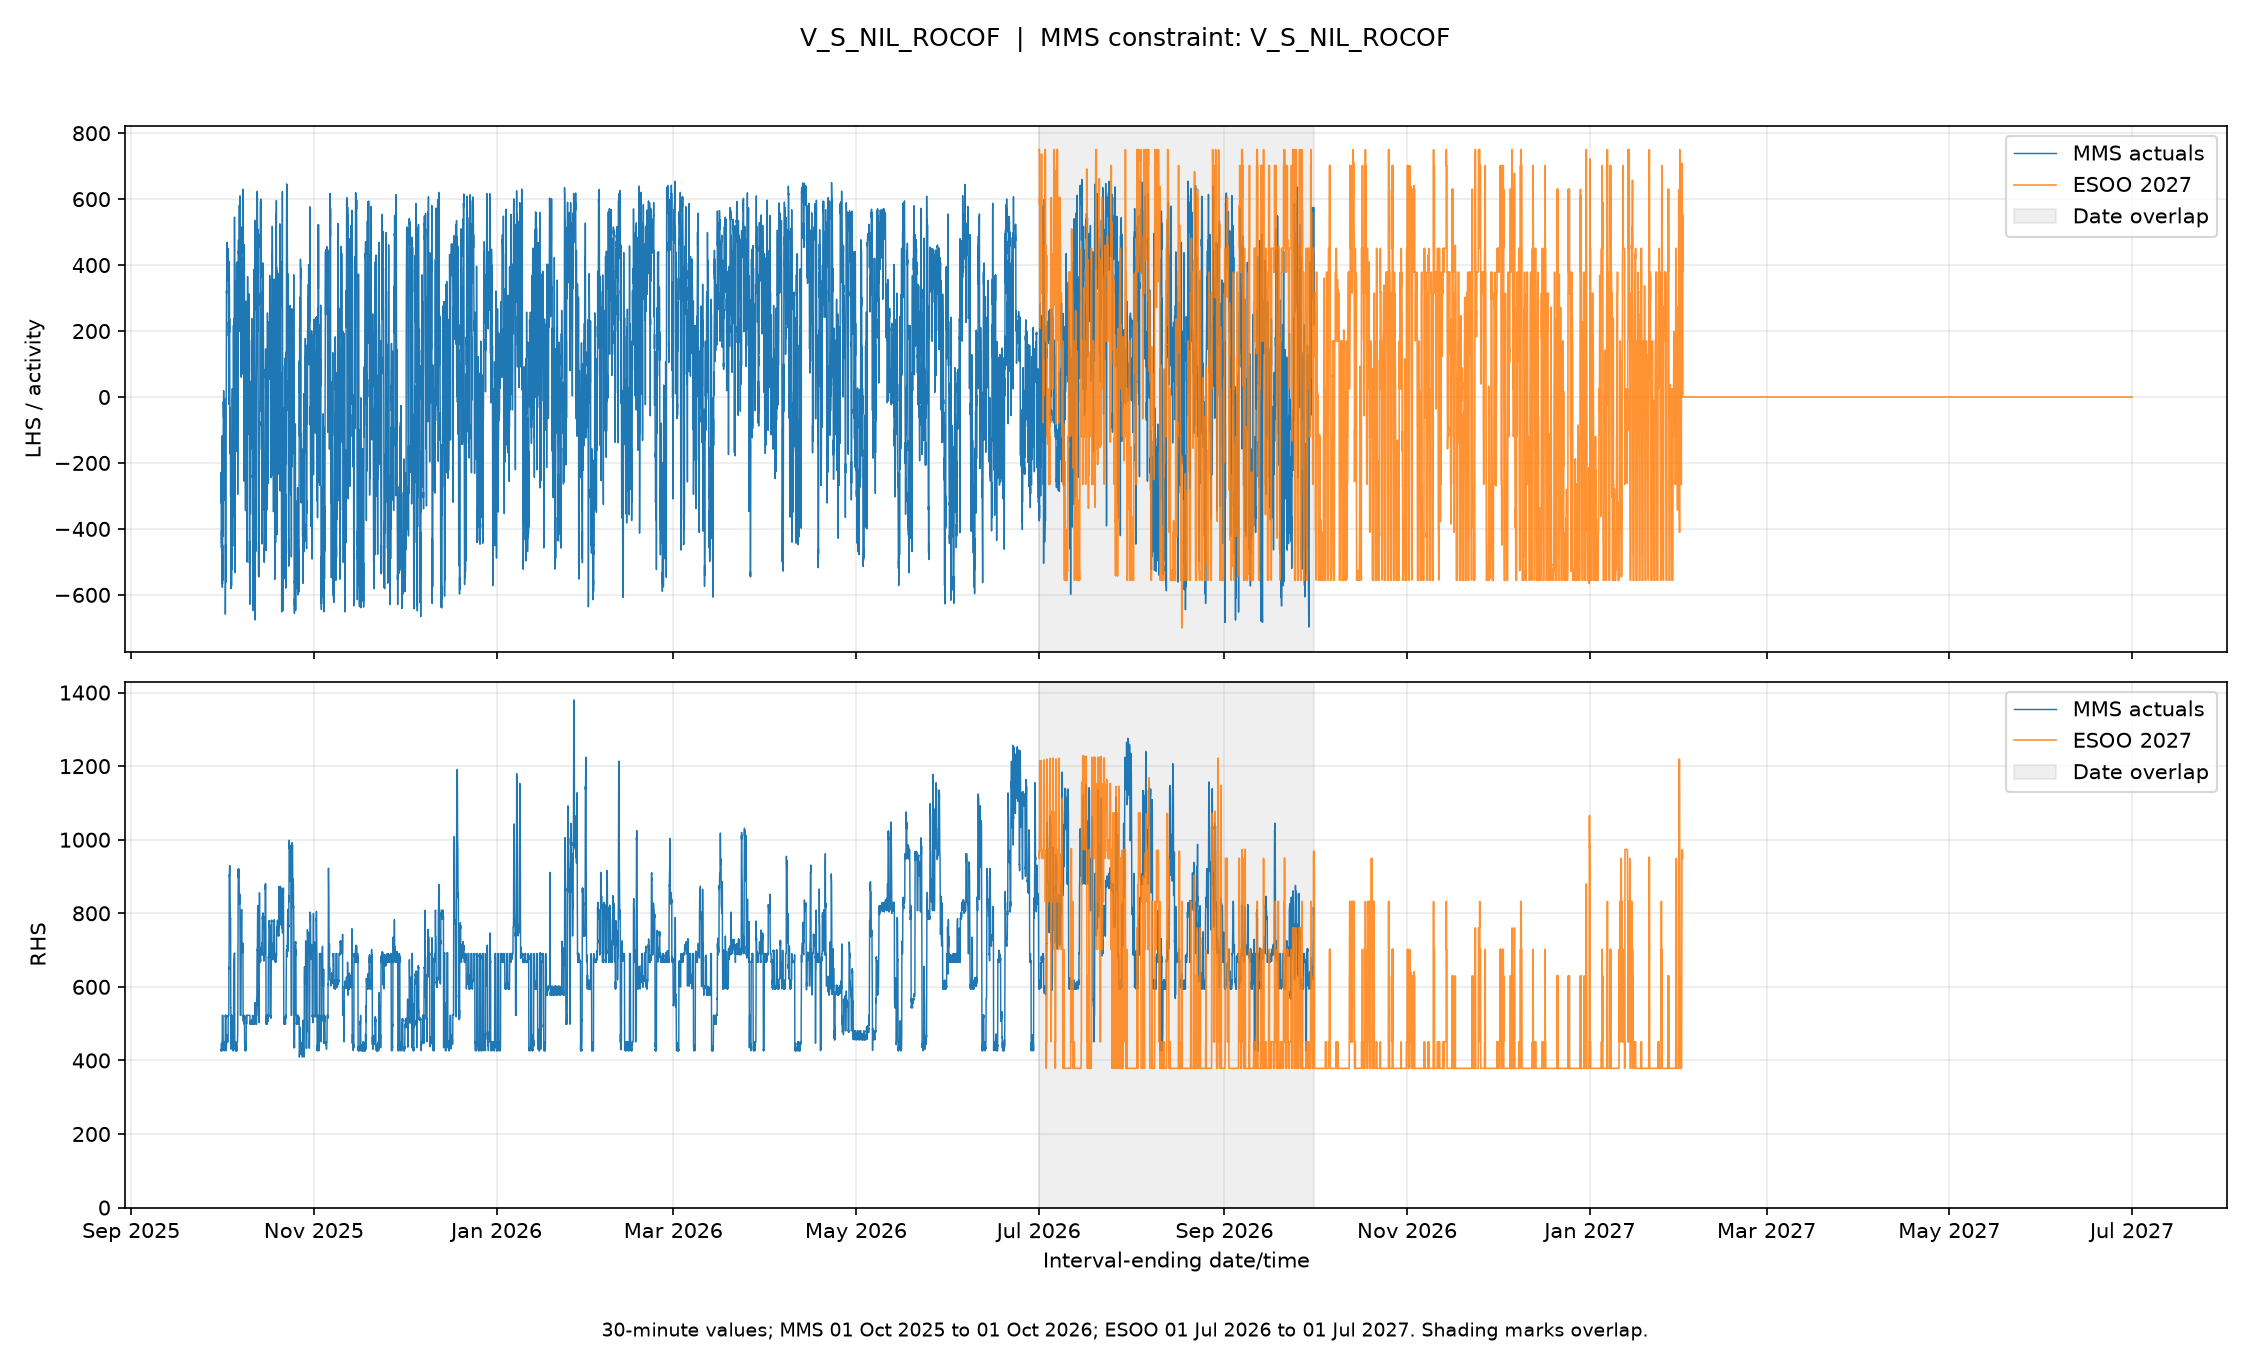 V_S_NIL_ROCOF | MMS constraint: V_S_NIL_ROCOF
800
600
400
200
0
−200
−400
−600
LHS / activity
MMS actuals
ESOO 2027
Date overlap
1400
1200
1000
800
600
400
200
0
RHS
MMS actuals
ESOO 2027
Date overlap
Sep 2025 Nov 2025 Jan 2026 Mar 2026 May 2026 Jul 2026 Sep 2026 Nov 2026 Jan 2027 Mar 2027 May 2027 Jul 2027
Interval-ending date/time
30-minute values; MMS 01 Oct 2025 to 01 Oct 2026; ESOO 01 Jul 2026 to 01 Jul 2027. Shading marks overlap.